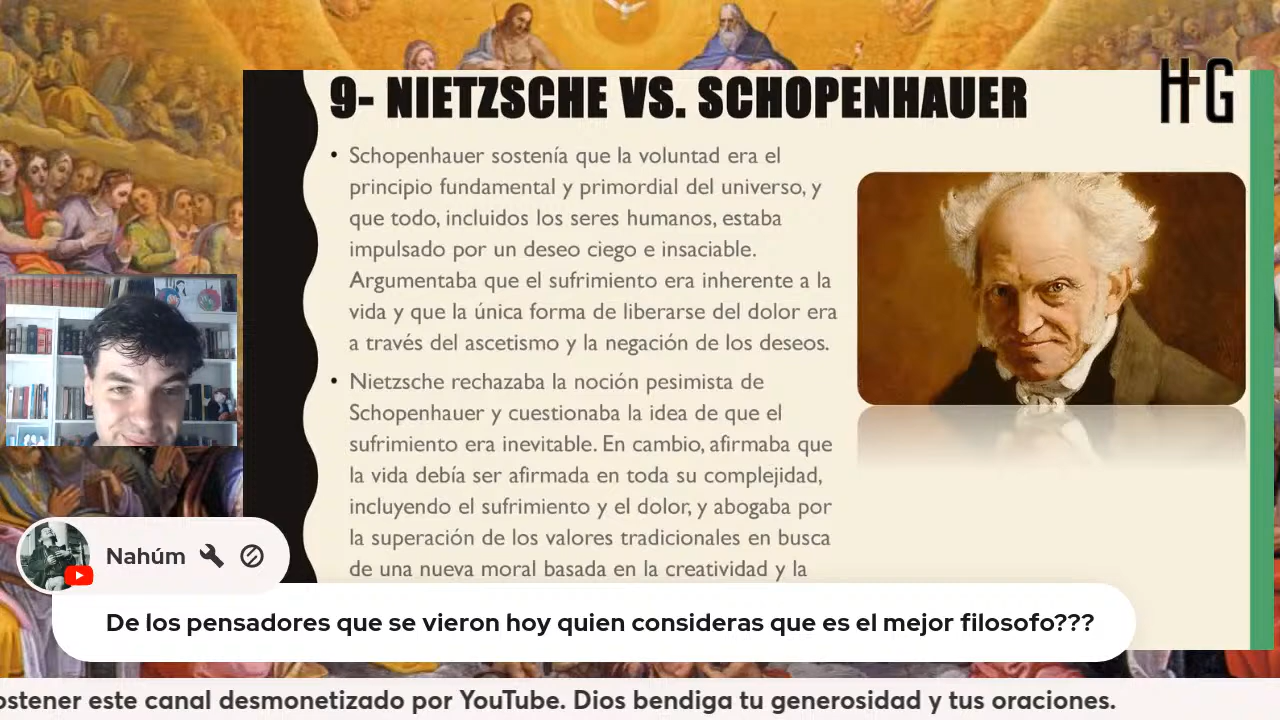 9- NIETZSCHE VS. SCHOPENHAUER
HG
• Schopenhauer sostenía que la voluntad era el
principio fundamental y primordial del universo, y
que todo, incluidos los seres humanos, estaba
impulsado por un deseo ciego e insaciable.
Argumentaba que el sufrimiento era inherente a la
vida y que la única forma de liberarse del dolor era
a través del ascetismo y la negación de los deseos.
• Nietzsche rechazaba la noción pesimista de
Schopenhauer y cuestionaba la idea de que el
sufrimiento era inevitable. En cambio, afirmaba que
la vida debía ser afirmada en toda su complejidad,
incluyendo el sufrimiento y el dolor, y abogaba por
la superación de los valores tradicionales en busca
de una nueva moral basada en la creatividad y la
Nahúm
De los pensadores que se vieron hoy quien consideras que es el mejor filosofo???
ostener este canal desmonetizado por YouTube. Dios bendiga tu generosidad y tus oraciones.